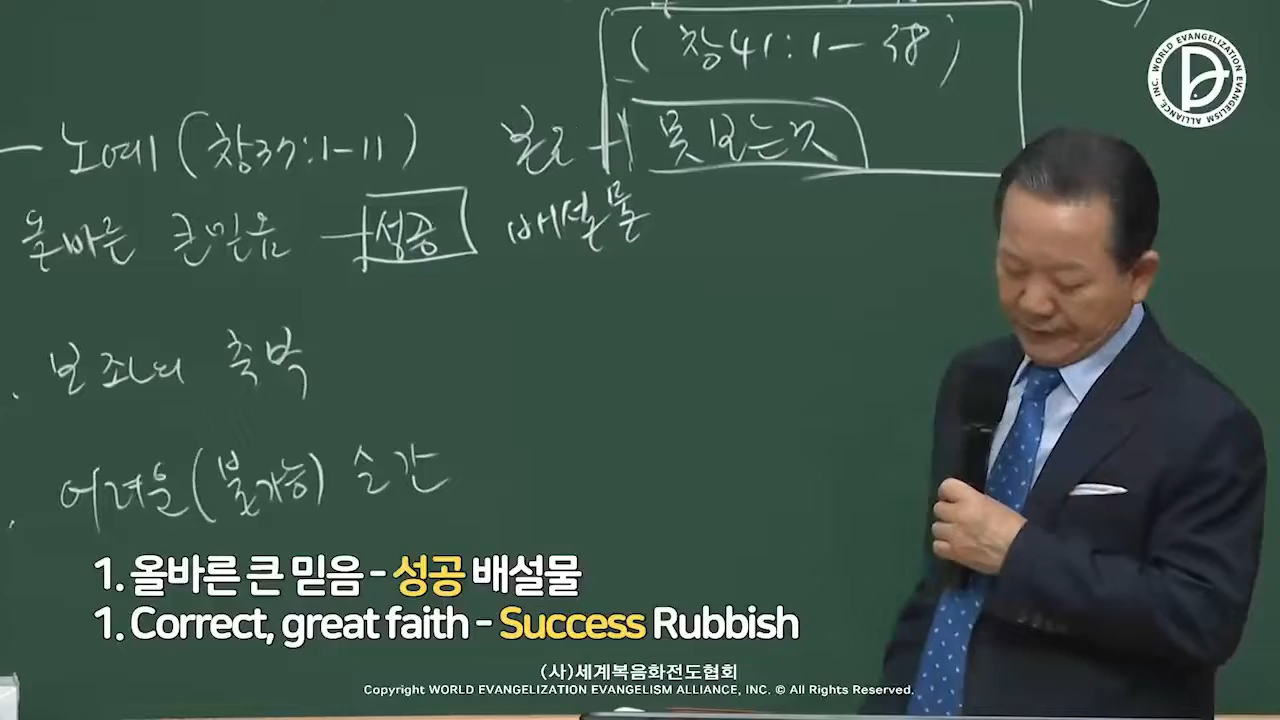 (창41:1-38)
노예(창37:1-11) 본론 못보는것
올바른 큰믿음 성공 배설물
보좌의 축복
어려운(불가능) 순간
1. 올바른 큰 믿음 - 성공 배설물
1. Correct, great faith - Success Rubbish
(사)세계복음화전도협회
Copyright WORLD EVANGELIZATION EVANGELISM ALLIANCE, INC. © All Rights Reserved.
WORLD EVANGELIZATION EVANGELISM ALLIANCE, INC.